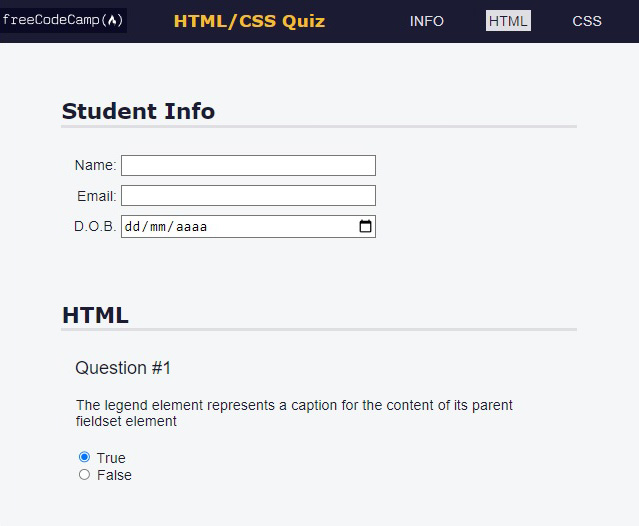 freeCodeCamp(🔥)
HTML/CSS Quiz
INFO
HTML
CSS
Student Info
Name:
Email:
D.O.B.
dd/mm/aaaa
HTML
Question #1
The legend element represents a caption for the content of its parent
fieldset element
True
False